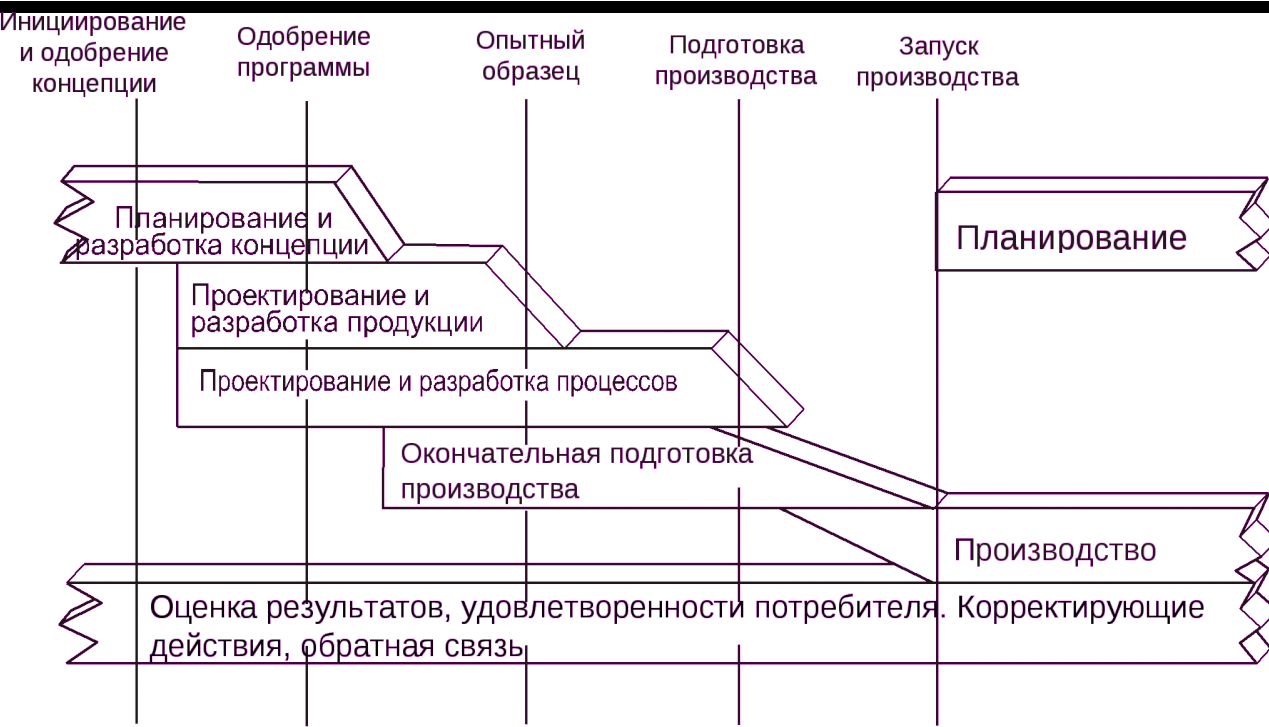 Инициирование
и одобрение
концепции
Одобрение
программы
Опытный
образец
Подготовка
производства
Запуск
производства
Планирование и
разработка концепции
Планирование
Проектирование и
разработка продукции
Проектирование и разработка процессов
Окончательная подготовка
производства
Производство
Оценка результатов, удовлетворенности потребителя. Корректирующие
действия, обратная связь